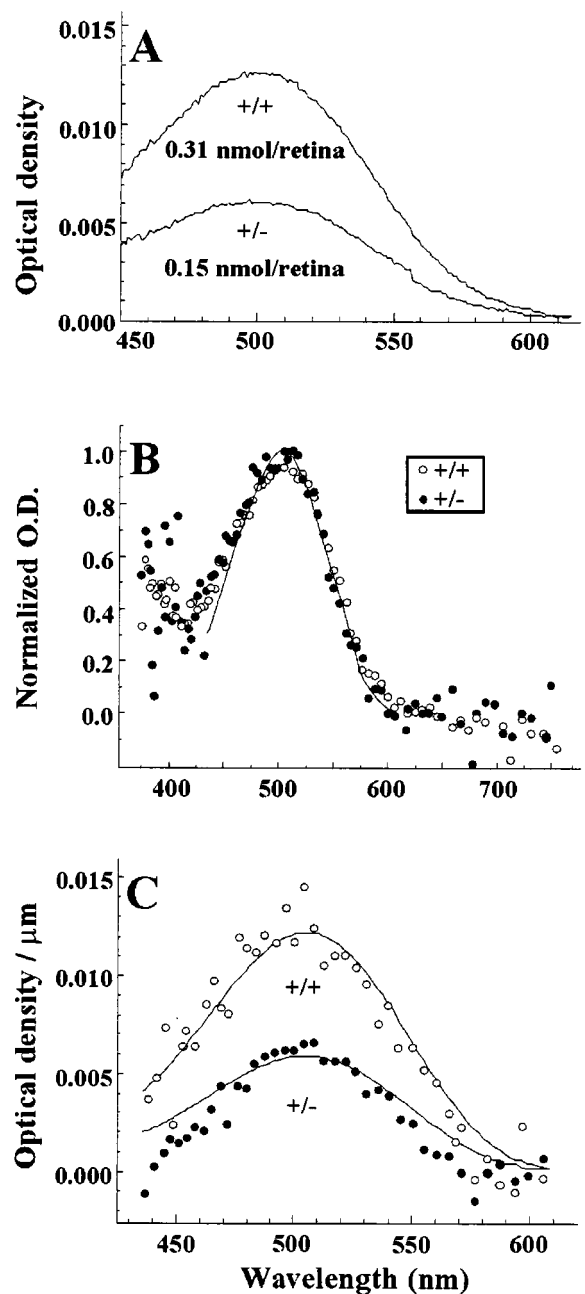 A
Optical density
0.015
0.010
0.005
0.000
+/+
0.31 nmol/retina
+/-
0.15 nmol/retina
450 500 550 600
B
Normalized O.D.
1.0
0.8
0.6
0.4
0.2
0.0
+/+
+/-
400 500 600 700
C
Optical density / μm
0.015
0.010
0.005
0.000
+/+
+/-
450 500 550 600
Wavelength (nm)